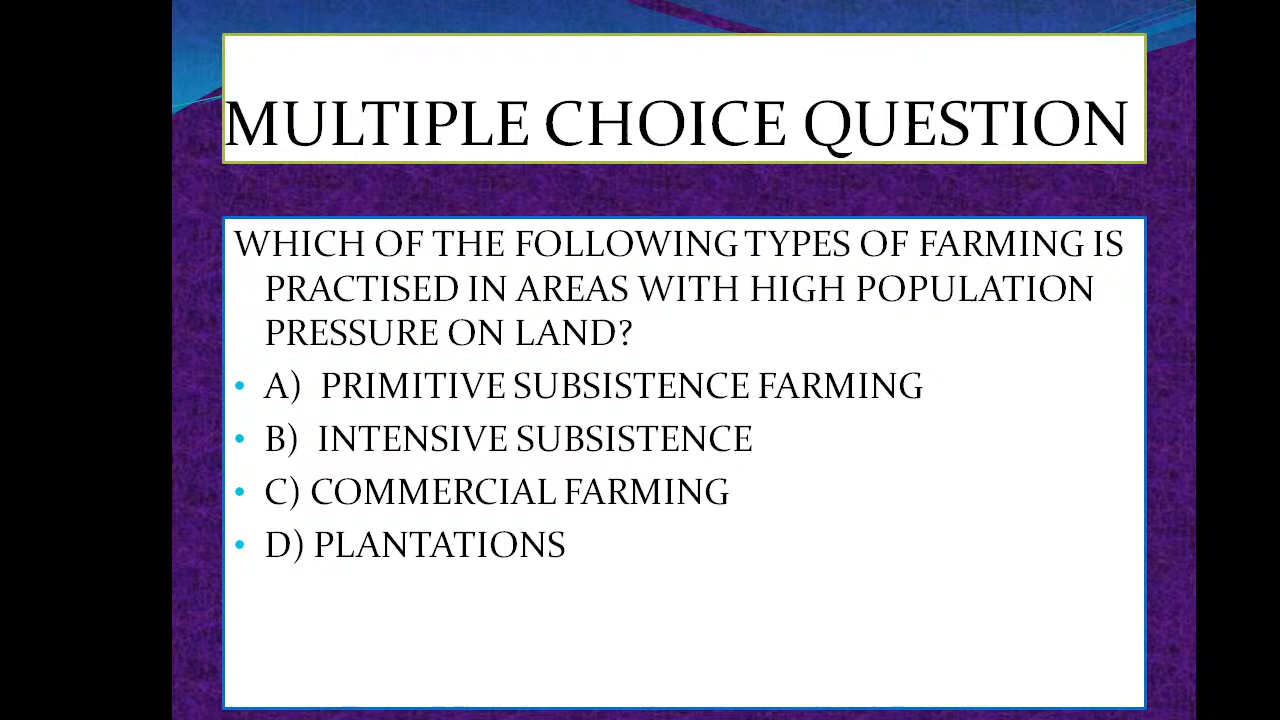 MULTIPLE CHOICE QUESTION
WHICH OF THE FOLLOWING TYPES OF FARMING IS
PRACTISED IN AREAS WITH HIGH POPULATION
PRESSURE ON LAND?
• A) PRIMITIVE SUBSISTENCE FARMING
• B) INTENSIVE SUBSISTENCE
• C) COMMERCIAL FARMING
• D) PLANTATIONS